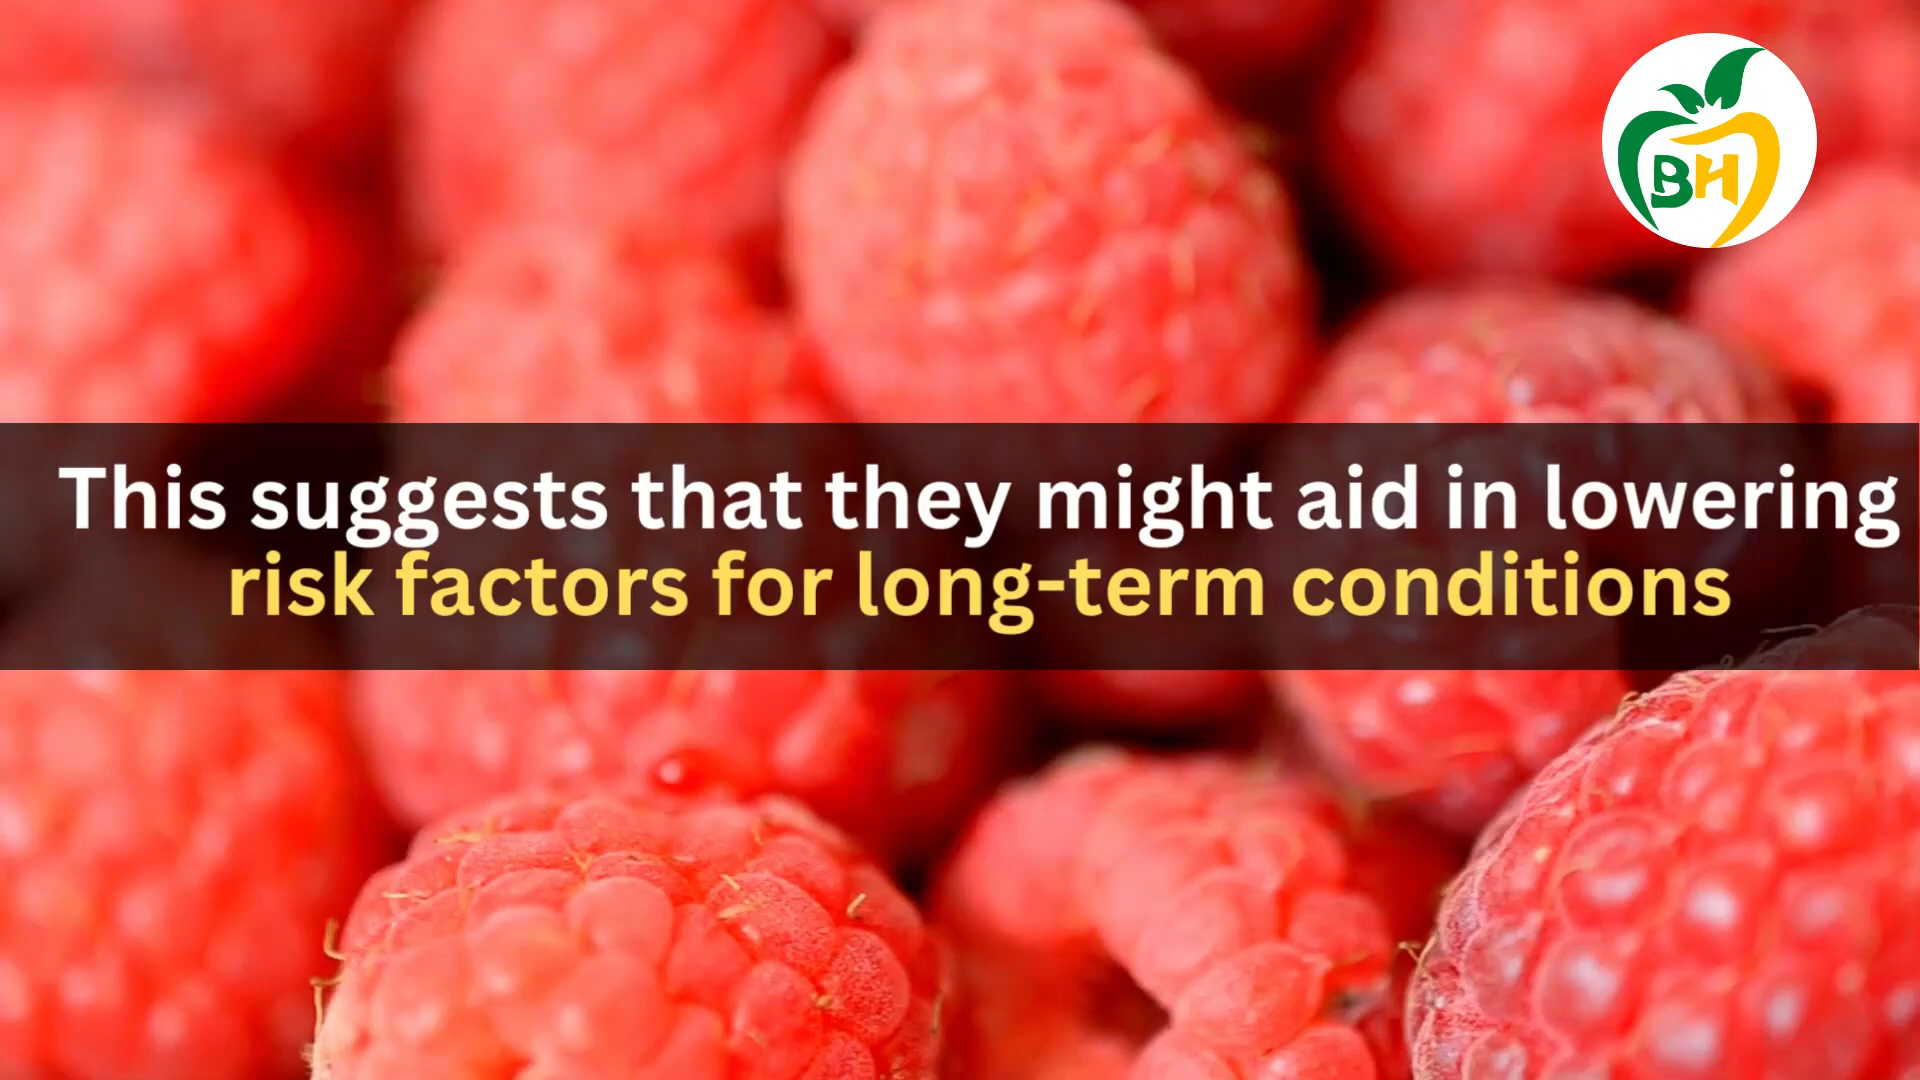 BH
This suggests that they might aid in lowering
risk factors for long-term conditions